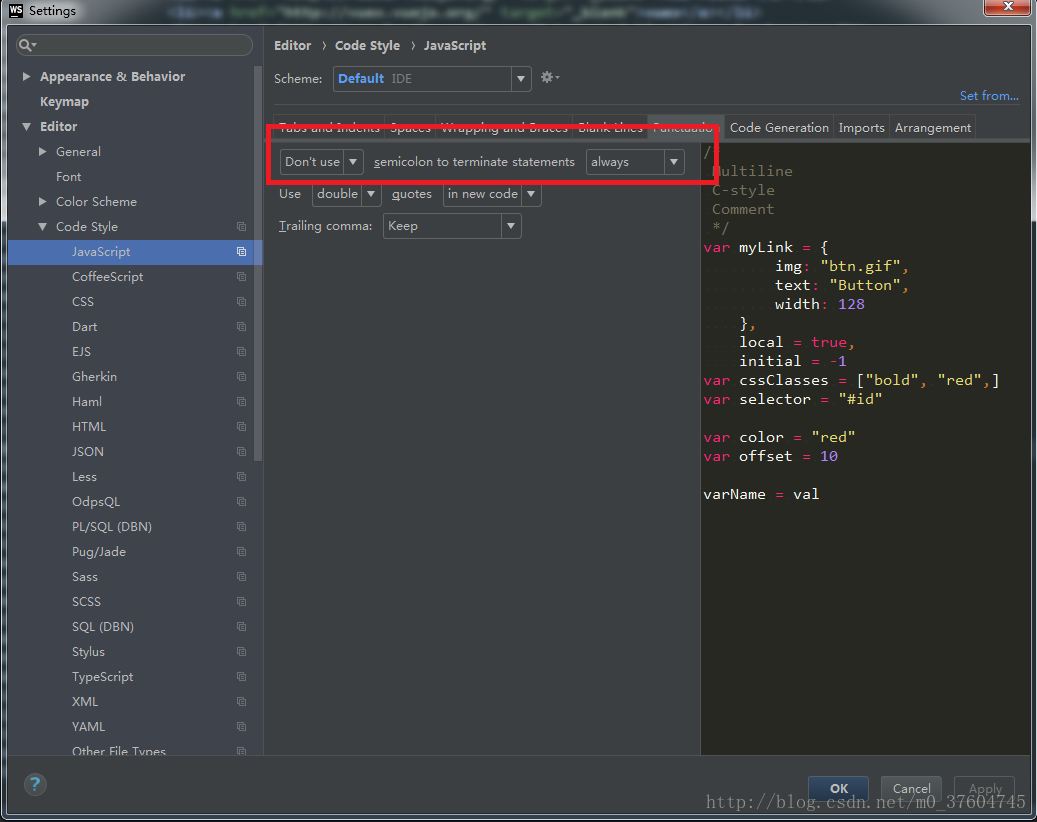 WS Settings
Appearance & Behavior
Keymap
Editor
General
Font
Color Scheme
Code Style
JavaScript
CoffeeScript
CSS
Dart
EJS
Gherkin
Haml
HTML
JSON
Less
OdpsQL
PL/SQL (DBN)
Pug/Jade
Sass
SCSS
SQL (DBN)
Stylus
TypeScript
XML
YAML
Other File Types
Editor › Code Style › JavaScript
Scheme: Default IDE
Set from...
Tabs and Indents Spaces Wrapping and Braces Blank Lines Punctuation Code Generation Imports Arrangement
Don't use semicolon to terminate statements always
Use double quotes in new code
Trailing comma: Keep
/*
Multiline
C-style
Comment
*/
var myLink = {
img: "btn.gif",
text: "Button",
width: 128
},
local = true,
initial = -1
var cssClasses = ["bold", "red",]
var selector = "#id"
var color = "red"
var offset = 10
varName = val
?
OK Cancel Apply
http://blog.csdn.net/m0_37604745